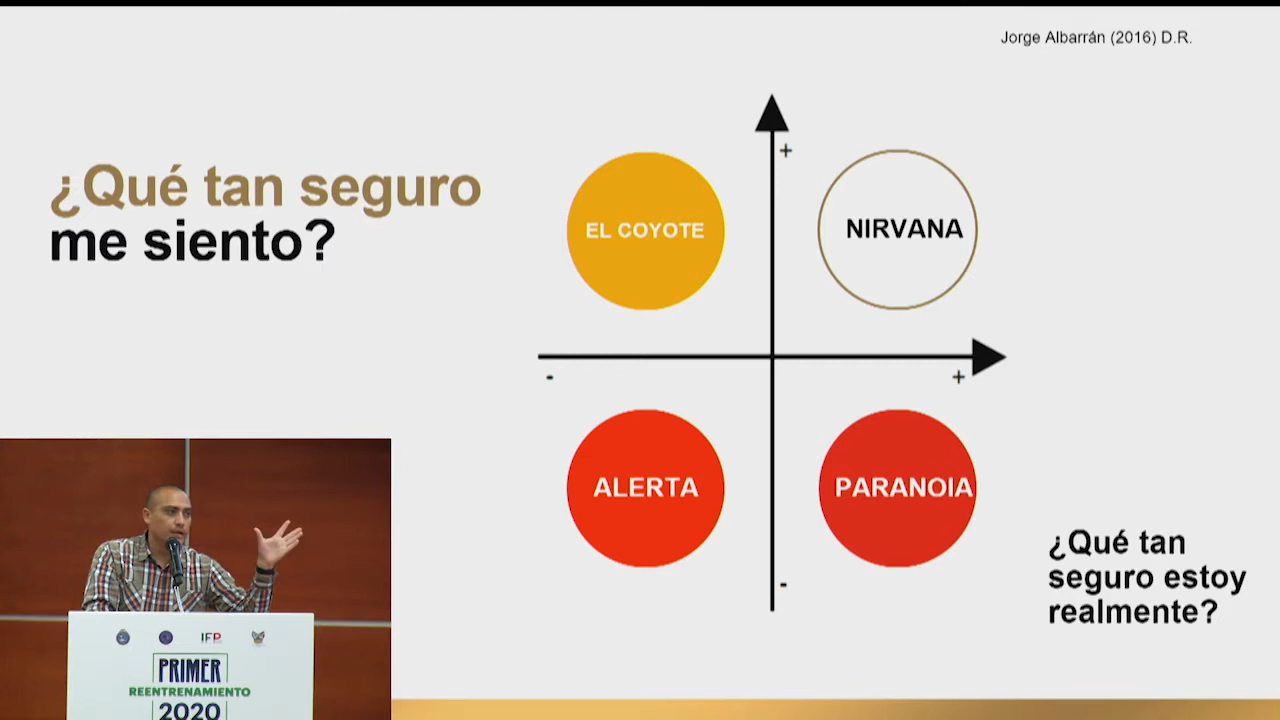 Jorge Albarrán (2016) D.R.
¿Qué tan seguro
me siento?
+
EL COYOTE
NIRVANA
-
+
ALERTA
PARANOIA
¿Qué tan
seguro estoy
realmente?
-
IFP
PRIMER
REENTRENAMIENTO
2020